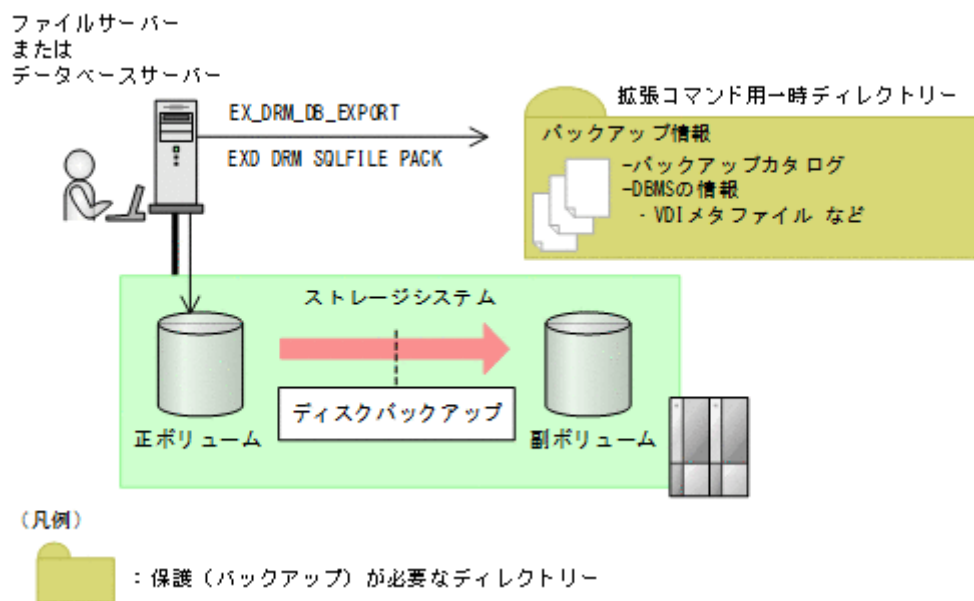 ファイルサーバー
または
データベースサーバー
EX_DRM_DB_EXPORT
EXD DRM SQLFILE PACK
拡張コマンド用一時ディレクトリー
バックアップ情報
-バックアップカタログ
-DBMSの情報
・VDIメタファイル など
ストレージシステム
ディスクバックアップ
正ボリューム
副ボリューム
(凡例)
：保護(バックアップ)が必要なディレクトリー